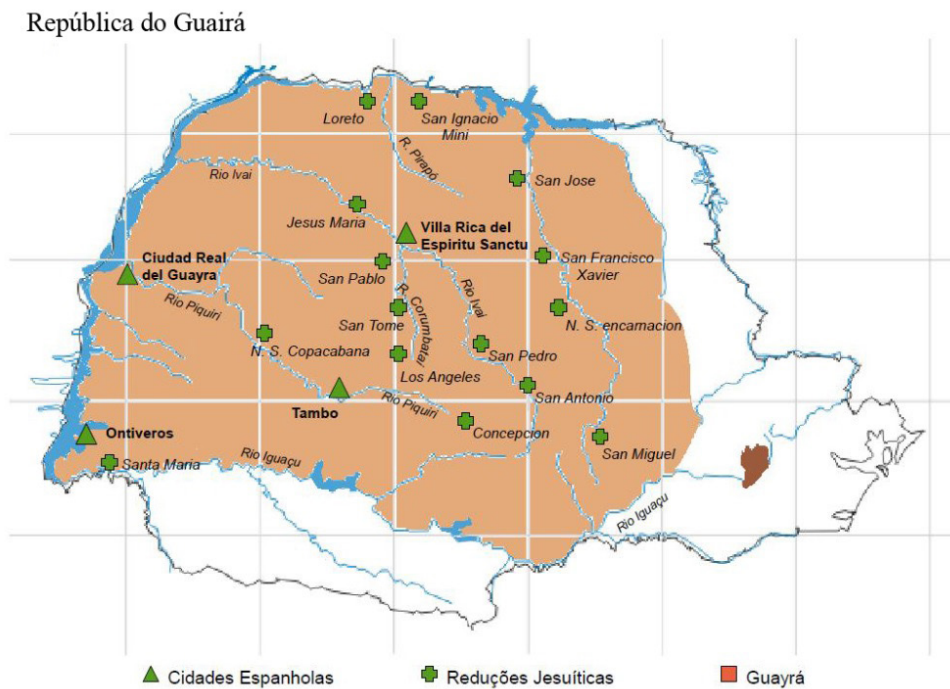 República do Guairá
Loreto
San Ignacio
Mini
R. Pirapó
Rio Ivai
San Jose
Jesus Maria
Villa Rica del
Espiritu Sanctu
Ciudad Real
del Guayra
San Pablo
San Francisco
Xavier
Rio Piquiri
R. Corumbatai
Rio Ivai
San Tome
N. S. encarnacion
N. S. Copacabana
San Pedro
Los Angeles
San Antonio
Tambo
Rio Piquiri
Ontiveros
Concepcion
San Miguel
Santa Maria
Rio Iguaçu
Rio Iguaçu
Cidades Espanholas
Reduções Jesuíticas
Guayrá